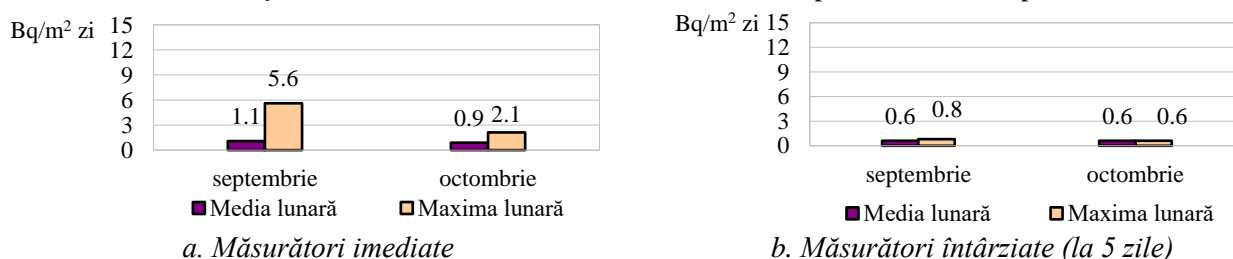 Bq/m² zi
15
12
9
6
3
0
1.1
5.6
0.9
2.1
septembrie
octombrie
Media lunară
Maxima lunară
a. Măsurători imediate
Bq/m² zi
15
12
9
6
3
0
0.6
0.8
0.6
0.6
septembrie
octombrie
Media lunară
Maxima lunară
b. Măsurători întârziate (la 5 zile)